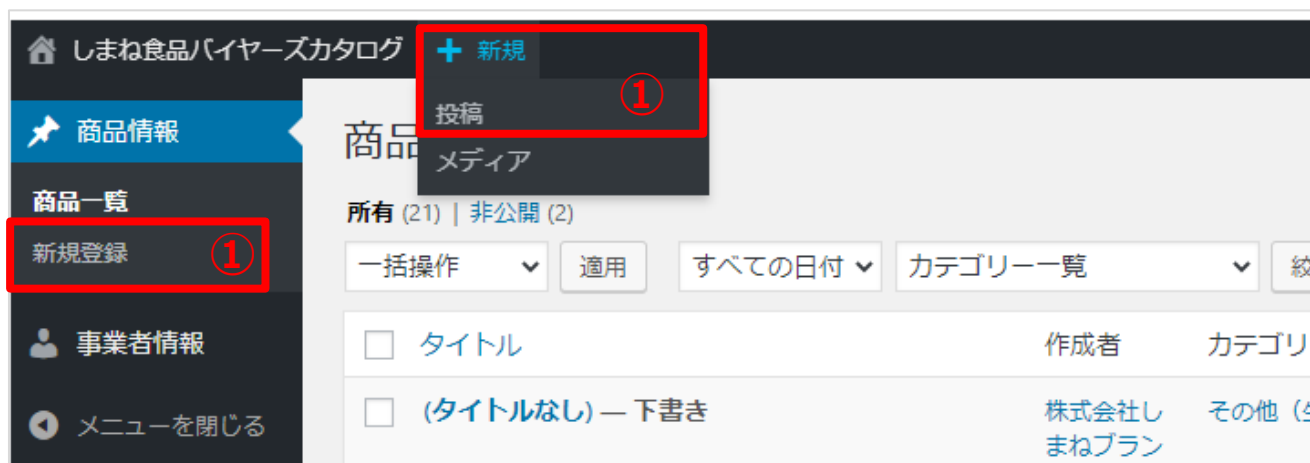 しまね食品バイヤーズカタログ + 新規
投稿
①
メディア
商品情報
商品一覧
新規登録 ①
事業者情報
メニューを閉じる
商品
所有 (21) | 非公開 (2)
一括操作 適用 すべての日付 カテゴリー一覧
タイトル 作成者 カテゴリ
(タイトルなし) — 下書き 株式会社し その他
まねブラン